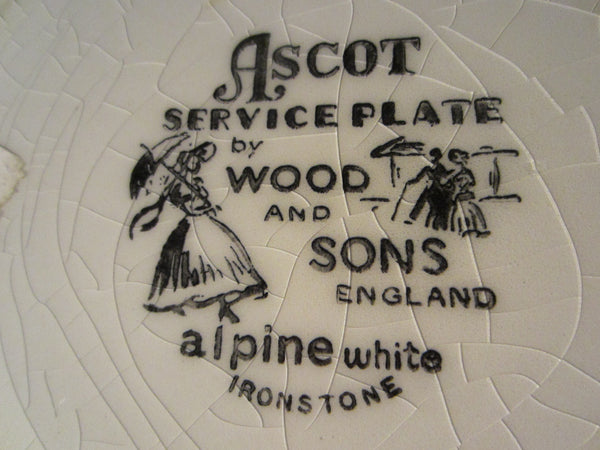 Ascot
SERVICE PLATE
by
WOOD
AND
SONS
ENGLAND
alpine white
IRONSTONE